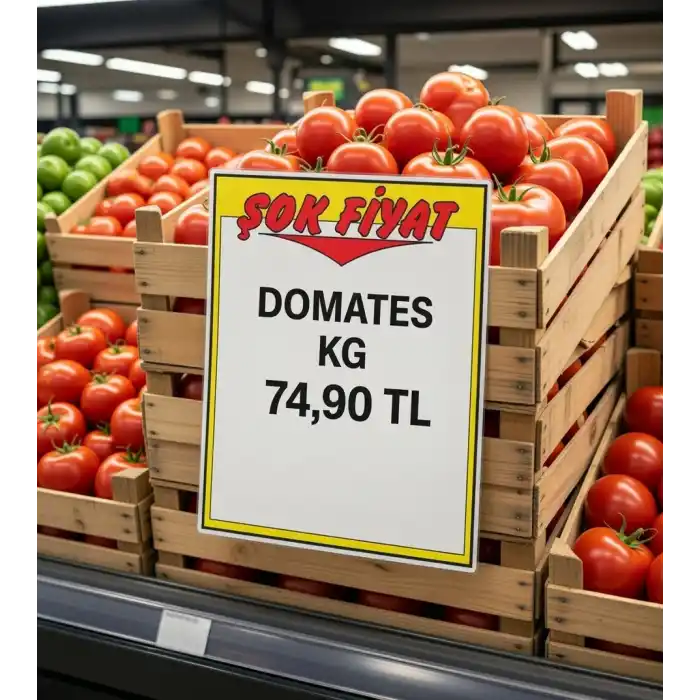 ŞOK FİYAT
DOMATES
KG
74,90 TL